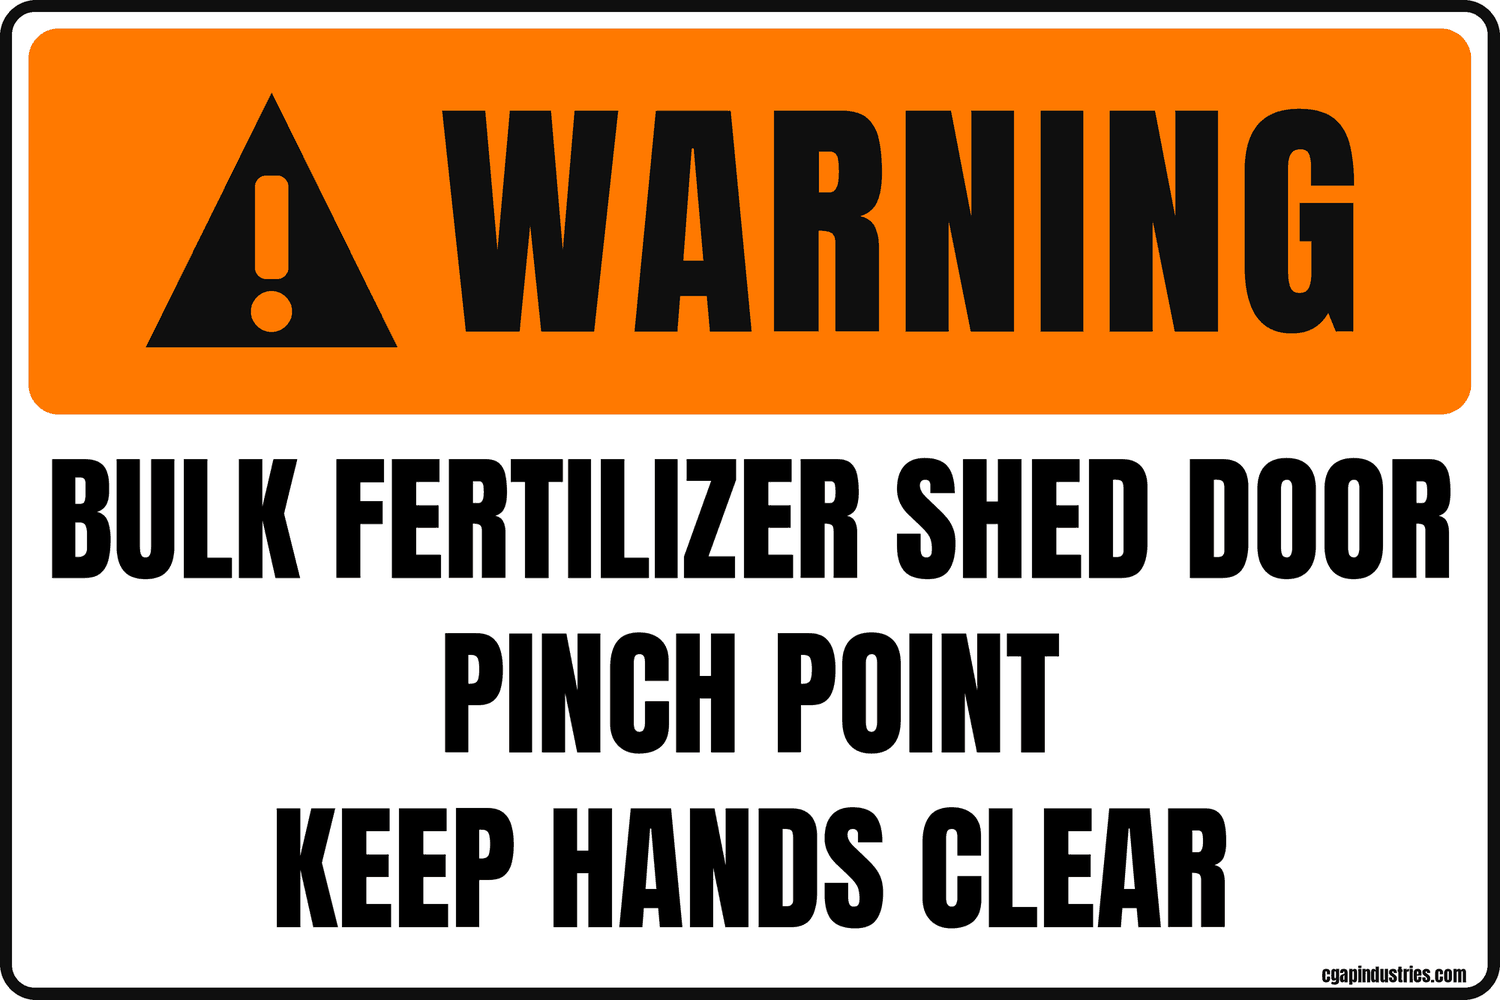 WARNING
BULK FERTILIZER SHED DOOR
PINCH POINT
KEEP HANDS CLEAR
cgapindustries.com